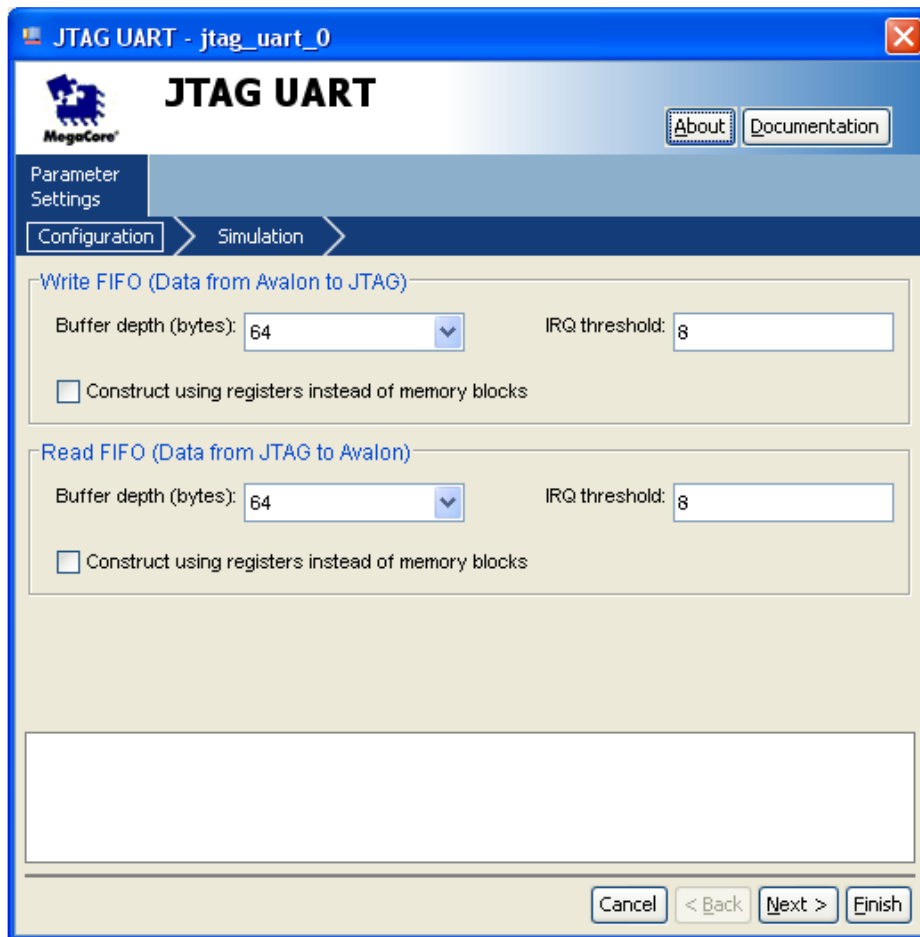 JTAG UART - jtag_uart_0
JTAG UART
MegaCore®
About Documentation
Parameter
Settings
Configuration Simulation
Write FIFO (Data from Avalon to JTAG)
Buffer depth (bytes): 64 IRQ threshold: 8
Construct using registers instead of memory blocks
Read FIFO (Data from JTAG to Avalon)
Buffer depth (bytes): 64 IRQ threshold: 8
Construct using registers instead of memory blocks
Cancel < Back Next > Finish